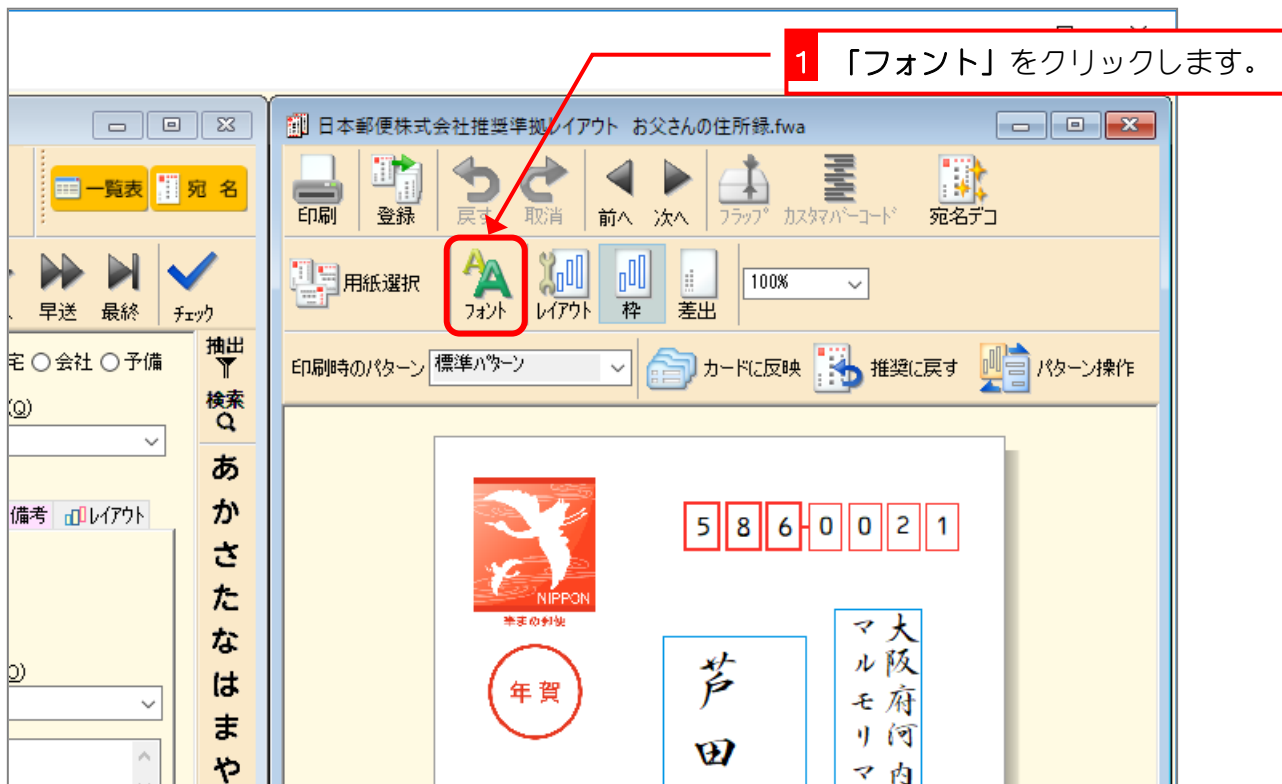 1 「フォント」をクリックします。
日本郵便株式会社推奨準拠レイアウト お父さんの住所録.fwa
一覧表 宛 名
印刷 登録 戻す 取消 前へ 次へ フラップ カスタマバーコード 宛名デコ
早送 最終 チェック
用紙選択 フォント レイアウト 枠 差出 100%
宅 会社 予備
抽出
印刷時のパターン 標準パターン カードに反映 推奨に戻す パターン操作
(Q)
検索
備考 レイアウト
あ
か
さ
た
な
は
ま
や
586-0021
NIPPON
年賀
大阪府河内
マルモリマ
芦田